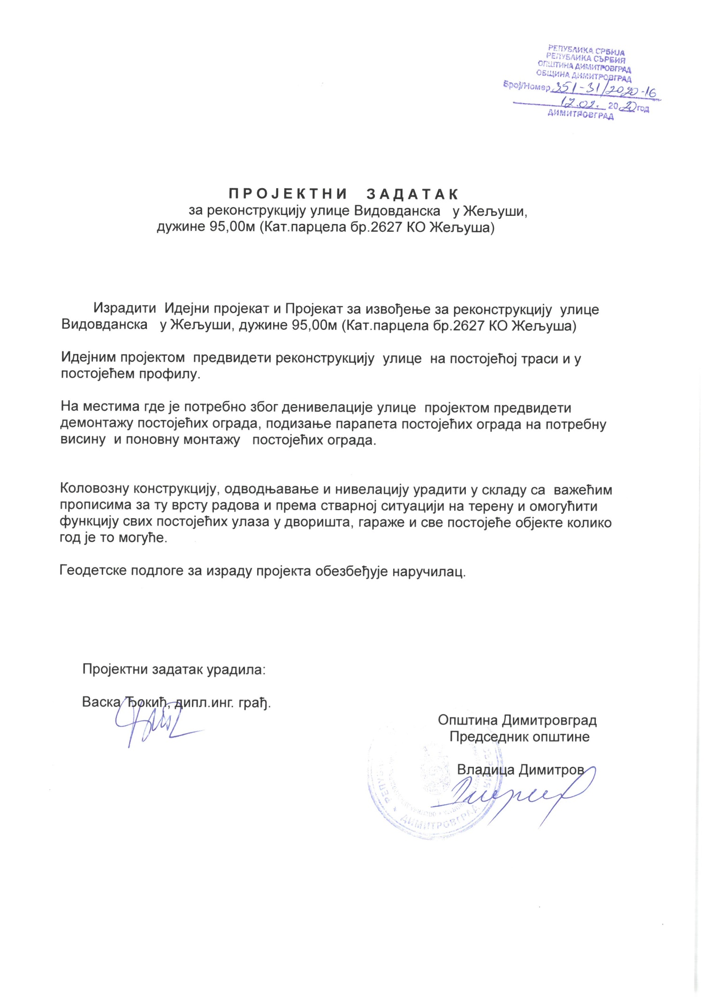 РЕПУБЛИКА СРБИЈА
РЕПУБЛИКА СЪРБИЯ
ОПШТИНА ДИМИТРОВГРАД
ОБЩИНА ДИМИТРОВГРАД
Број/Номер 351-31/2020-16
17.02. 2020 год
ДИМИТРОВГРАД
ПРОЈЕКТНИ ЗАДАТАК
за реконструкцију улице Видовданска у Жељуши,
дужине 95,00м (Кат.парцела бр.2627 КО Жељуша)
Израдити Идејни пројекат и Пројекат за извођење за реконструкцију улице
Видовданска у Жељуши, дужине 95,00м (Кат.парцела бр.2627 КО Жељуша)
Идејним пројектом предвидети реконструкцију улице на постојећој траси и у
постојећем профилу.
На местима где је потребно због денивелације улице пројектом предвидети
демонтажу постојећих ограда, подизање парапета постојећих ограда на потребну
висину и поновну монтажу постојећих ограда.
Коловозну конструкцију, одводњавање и нивелацију урадити у складу са важећим
прописима за ту врсту радова и према стварној ситуацији на терену и омогућити
функцију свих постојећих улаза у дворишта, гараже и све постојеће објекте колико
год је то могуће.
Геодетске подлоге за израду пројекта обезбеђује наручилац.
Пројектни задатак урадила:
Васка Ђокић, дипл.инг. грађ.
Општина Димитровград
Председник општине
Владица Димитров
ДИМИТРОВГРАД